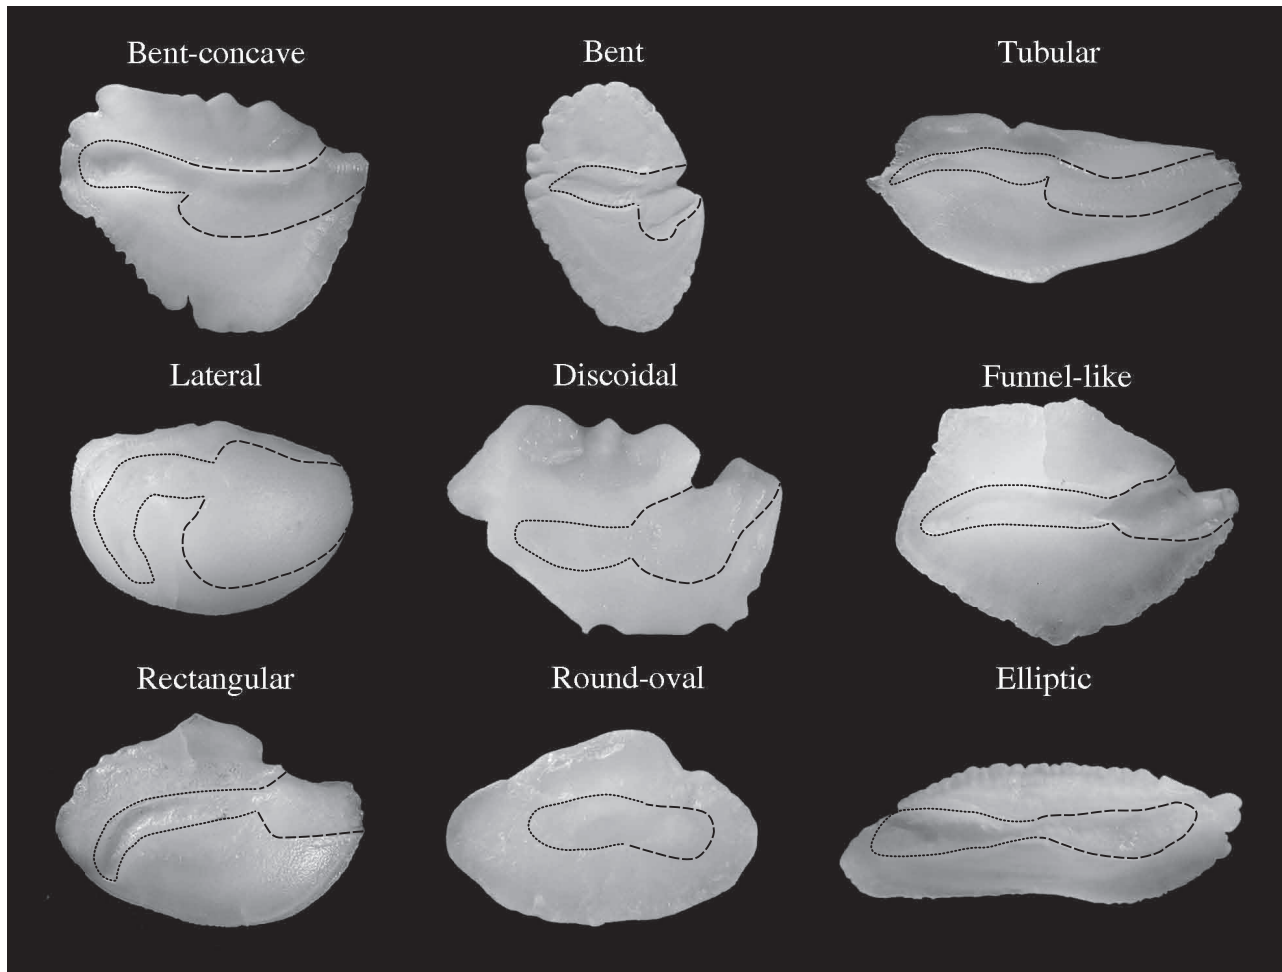 Bent-concave
Bent
Tubular
Lateral
Discoidal
Funnel-like
Rectangular
Round-oval
Elliptic